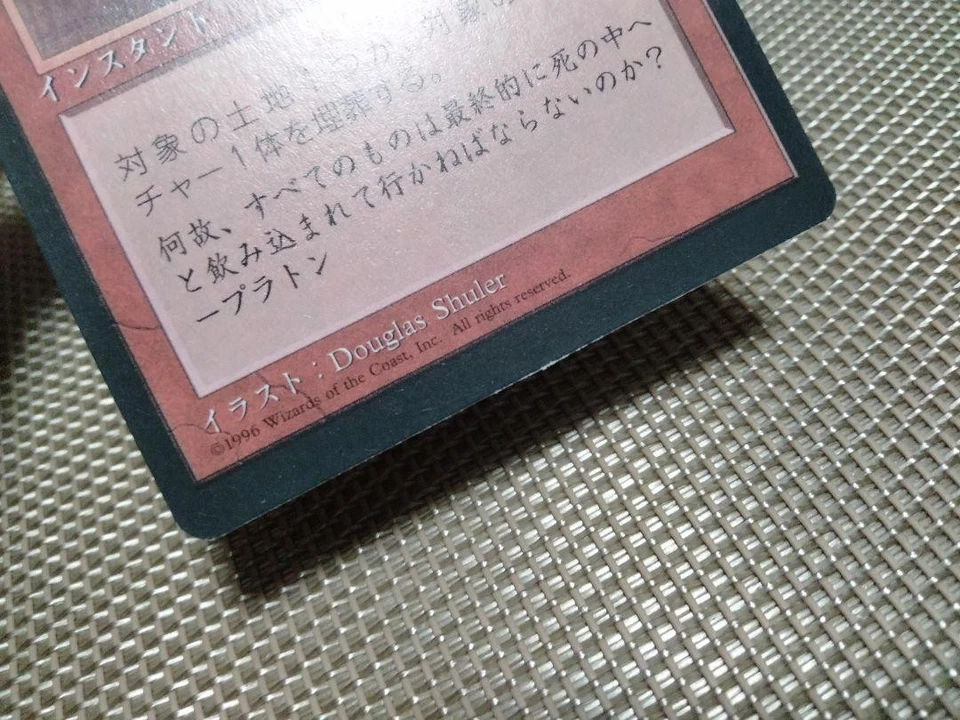 インスタント
対象の土地1つか、対象の
チャー1体を埋葬する。
何故、すべてのものは最終的に死の中へ
と飲み込まれて行かねばならないのか?
ープラトン
イラスト：Douglas Shuler
©1996 Wizards of the Coast, Inc. All rights reserved.